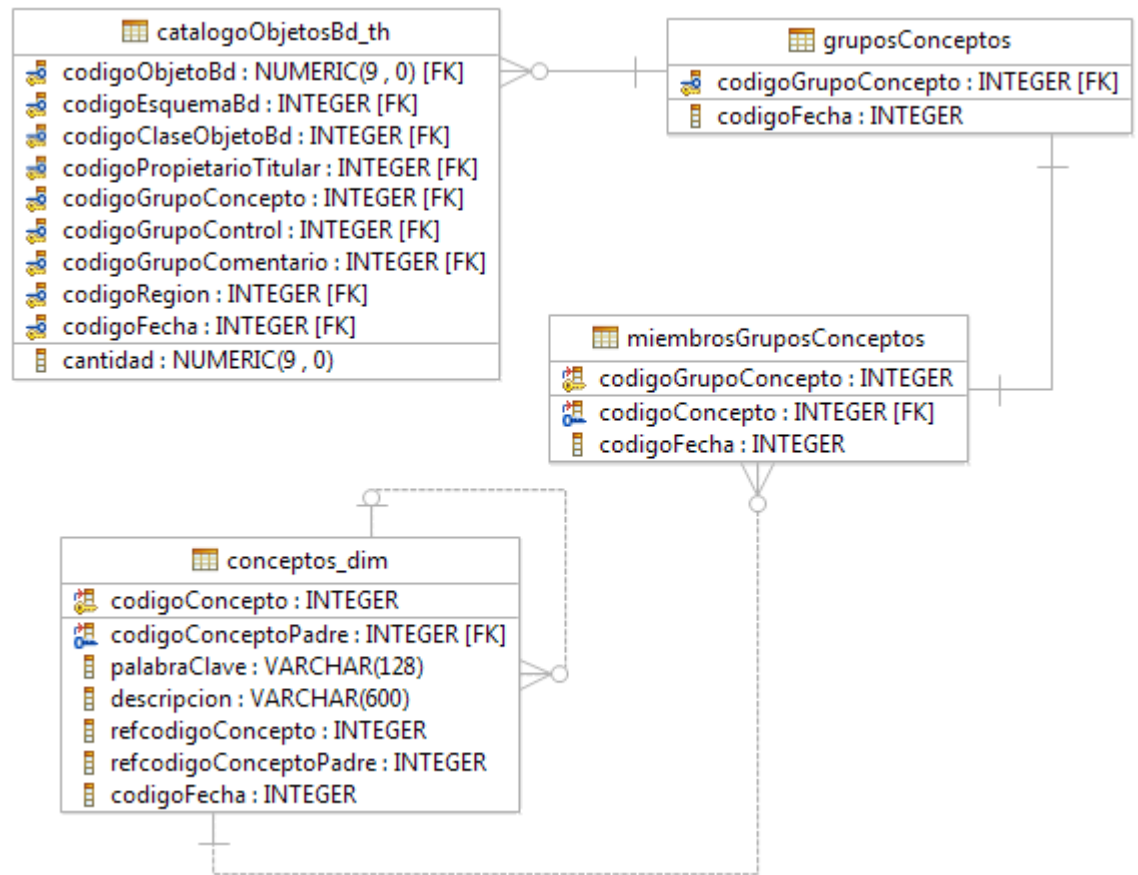 catalogoObjetosBd_th
codigoObjetoBd : NUMERIC(9 , 0) [FK]
codigoEsquemaBd : INTEGER [FK]
codigoClaseObjetoBd : INTEGER [FK]
codigoPropietarioTitular : INTEGER [FK]
codigoGrupoConcepto : INTEGER [FK]
codigoGrupoControl : INTEGER [FK]
codigoGrupoComentario : INTEGER [FK]
codigoRegion : INTEGER [FK]
codigoFecha : INTEGER [FK]
cantidad : NUMERIC(9 , 0)
gruposConceptos
codigoGrupoConcepto : INTEGER [FK]
codigoFecha : INTEGER
miembrosGruposConceptos
codigoGrupoConcepto : INTEGER
codigoConcepto : INTEGER [FK]
codigoFecha : INTEGER
conceptos_dim
codigoConcepto : INTEGER
codigoConceptoPadre : INTEGER [FK]
palabraClave : VARCHAR(128)
descripcion : VARCHAR(600)
refcodigoConcepto : INTEGER
refcodigoConceptoPadre : INTEGER
codigoFecha : INTEGER